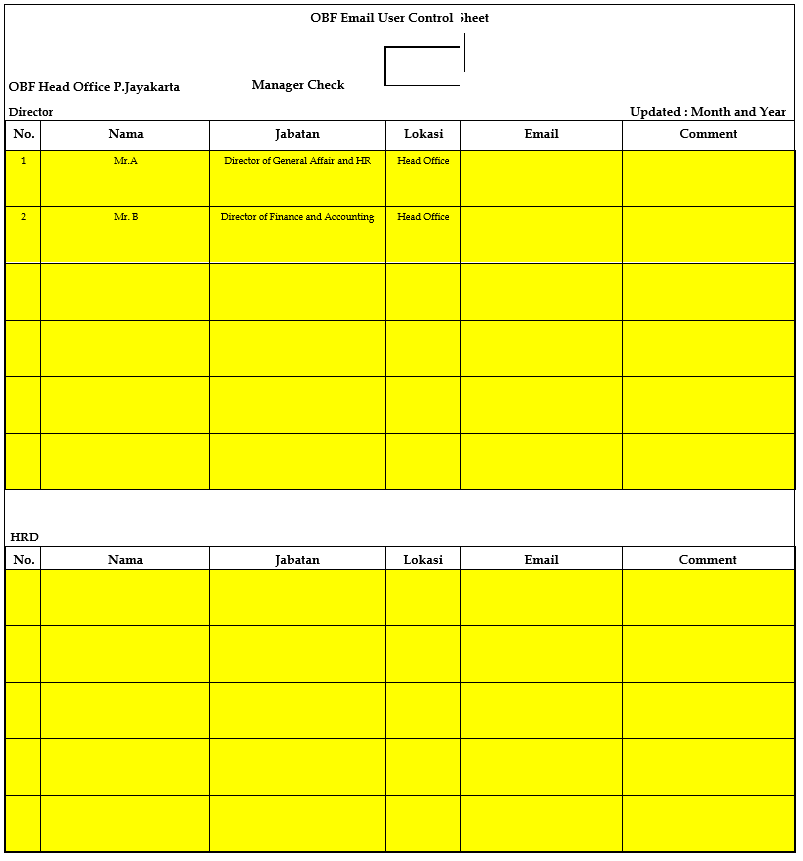 OBF Email User Control Sheet
OBF Head Office P.Jayakarta
Manager Check
Director
Updated : Month and Year
No. Nama Jabatan Lokasi Email Comment
1 Mr.A Director of General Affair and HR Head Office
2 Mr. B Director of Finance and Accounting Head Office
HRD
No. Nama Jabatan Lokasi Email Comment